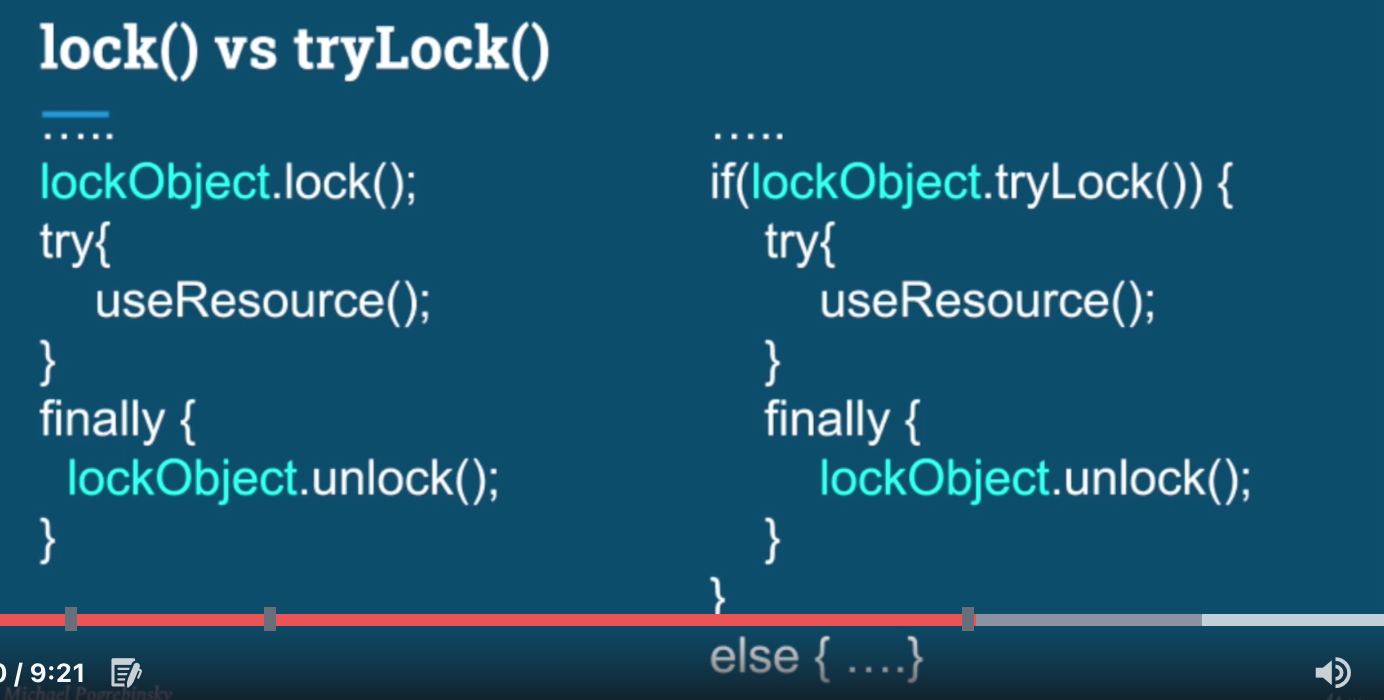 lock() vs tryLock()
.....
lockObject.lock();
try{
useResource();
}
finally {
lockObject.unlock();
}
.....
if(lockObject.tryLock()) {
try{
useResource();
}
finally {
lockObject.unlock();
}
}
else { ....}
/ 9:21
Michael Pogrebinsky